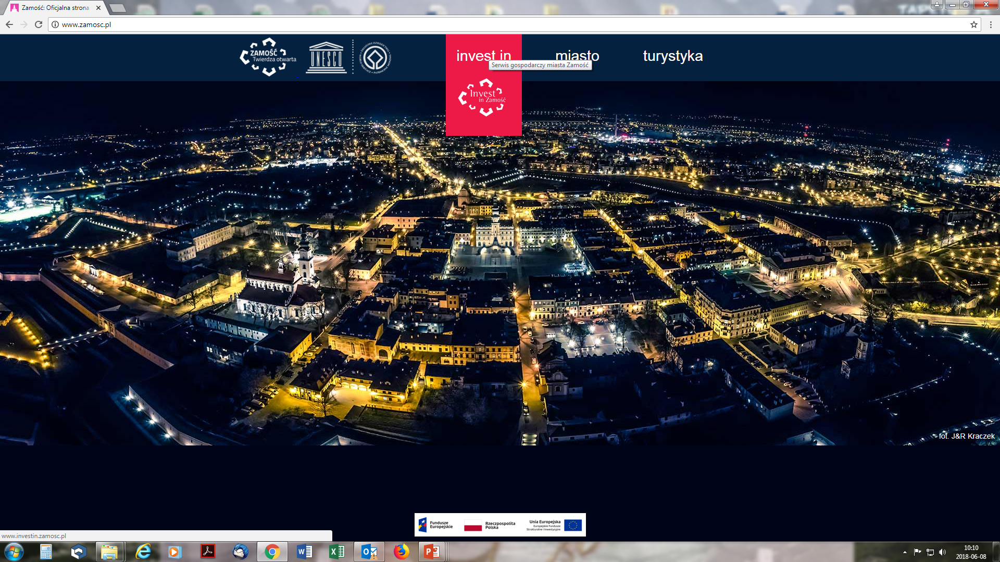 Zamość: Oficjalna strona
www.zamosc.pl
ZAMOŚĆ
Twierdza otwarta
UNESCO
invest in
miasto
turystyka
Serwis gospodarczy miasta Zamość
Invest
in Zamość
fot. J&R Kraczek
Fundusze
Europejskie
Rzeczpospolita
Polska
Unia Europejska
Europejskie Fundusze
Strukturalne i Inwestycyjne
www.investin.zamosc.pl
10:10
2018-06-08